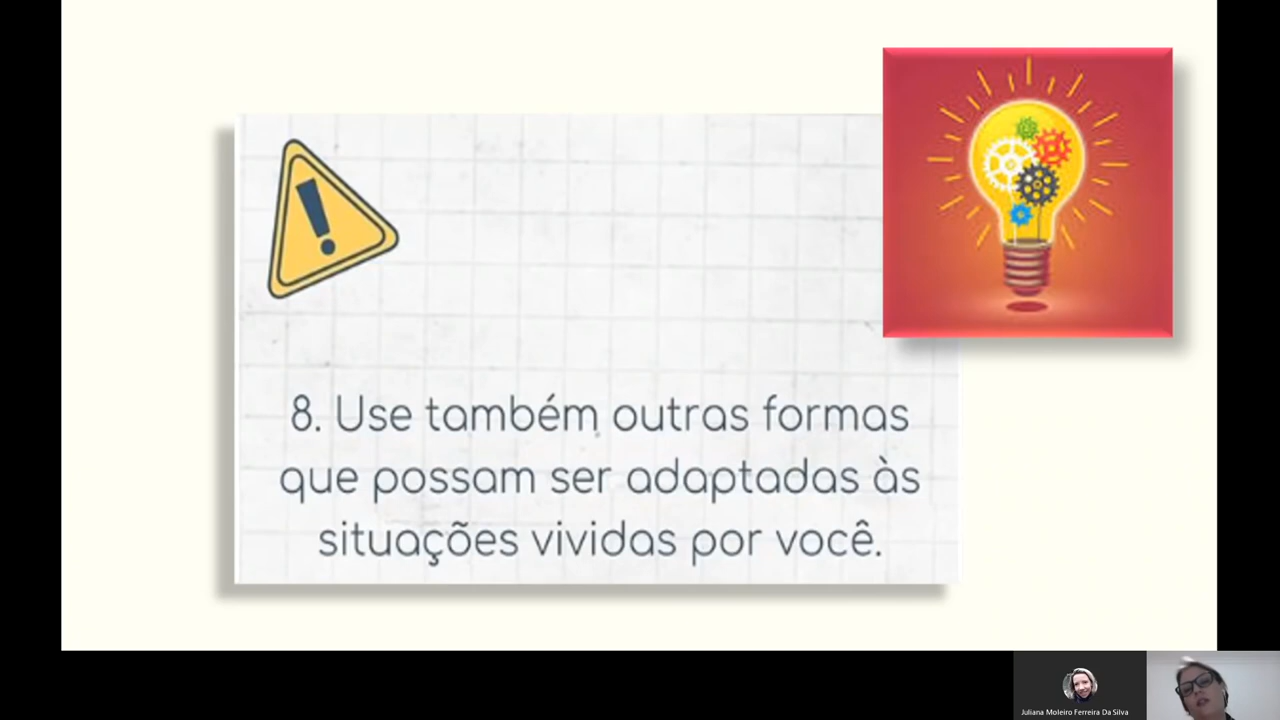 8. Use também outras formas
que possam ser adaptadas às
situações vividas por você.
Juliana Moleiro Ferreira Da Silva